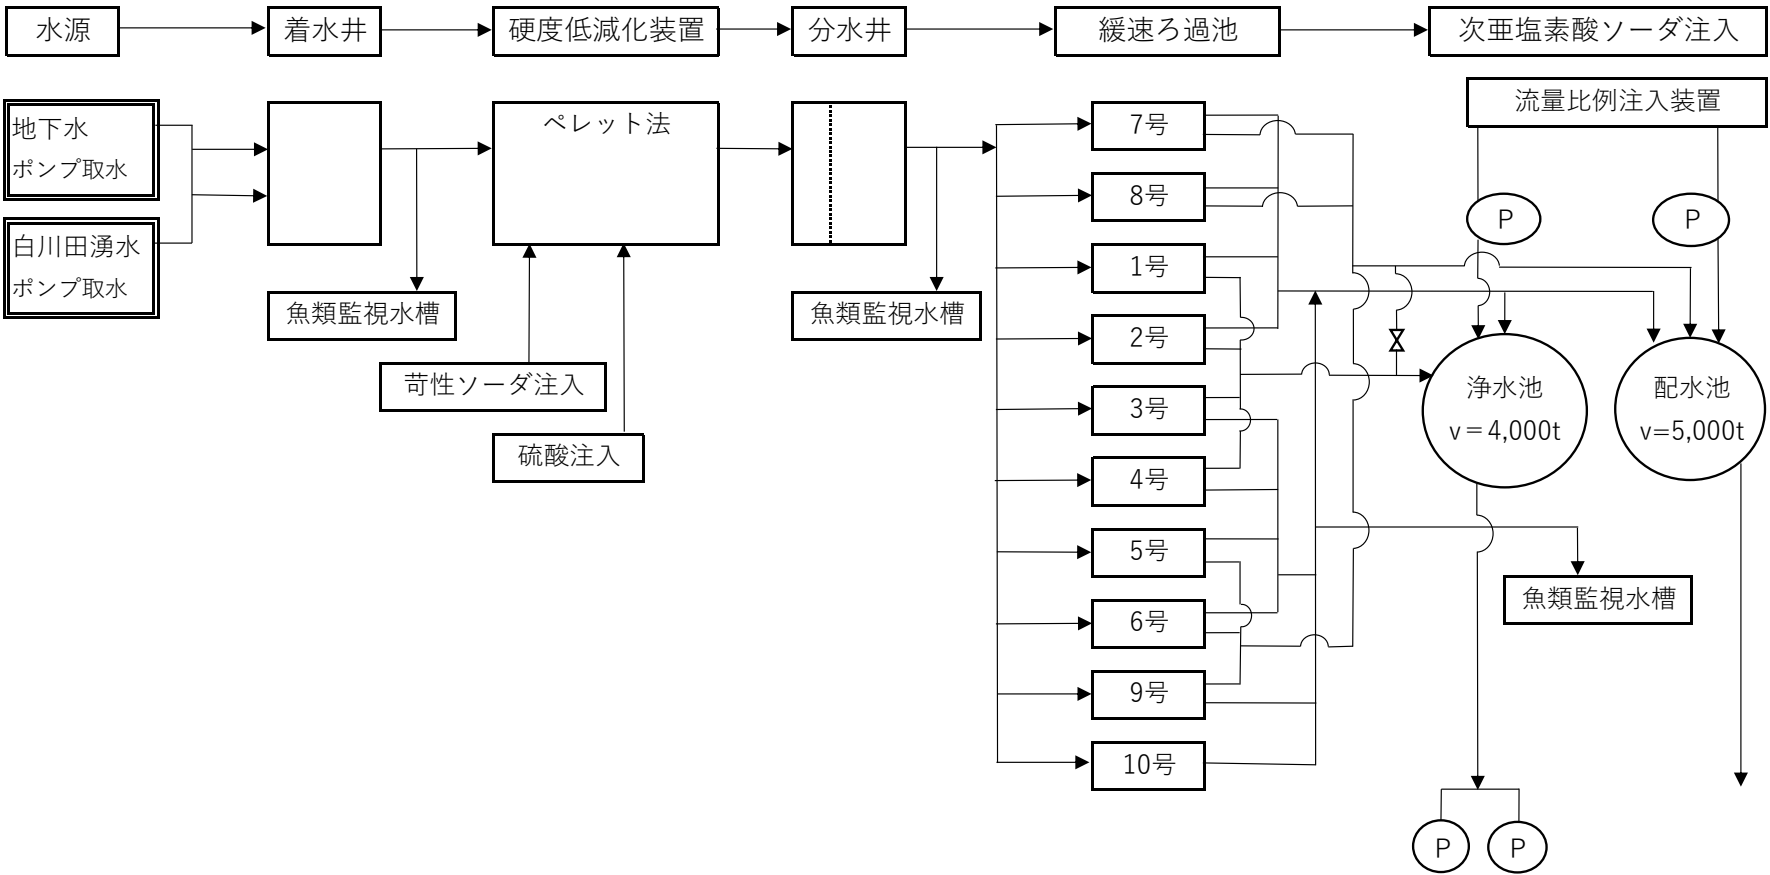 水源
着水井
硬度低減化装置
分水井
緩速ろ過池
次亜塩素酸ソーダ注入
流量比例注入装置
地下水
ポンプ取水
白川田湧水
ポンプ取水
ペレット法
魚類監視水槽
苛性ソーダ注入
硫酸注入
魚類監視水槽
7号
8号
1号
2号
3号
4号
5号
6号
9号
10号
P
P
浄水池
v＝4,000t
配水池
v=5,000t
魚類監視水槽
P
P